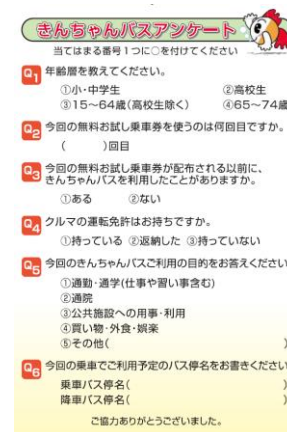 きんちゃんバスアンケート
当てはまる番号1つに○を付けてください
Q1 年齢層を教えてください。
①小・中学生 ②高校生
③15～64歳(高校生除く) ④65～74歳
Q2 今回の無料お試し乗車券を使うのは何回目ですか。
( )回目
Q3 今回の無料お試し乗車券が配布される以前に、
きんちゃんバスを利用したことがありますか。
①ある ②ない
Q4 クルマの運転免許はお持ちですか。
①持っている ②返納した ③持っていない
Q5 今回のきんちゃんバスご利用の目的をお答えください
①通勤・通学(仕事や習い事含む)
②通院
③公共施設への用事・利用
④買い物・外食・娯楽
⑤その他( )
Q6 今回の乗車でご利用予定のバス停名をお書きください
乗車バス停名( )
降車バス停名( )
ご協力ありがとうございました。